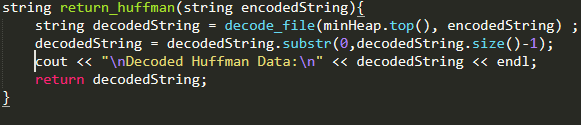 string return_huffman(string encodedString){
    string decodedString = decode_file(minHeap.top(), encodedString) ;
    decodedString = decodedString.substr(0,decodedString.size()-1);
    cout << "\nDecoded Huffman Data:\n" << decodedString << endl;
    return decodedString;
}